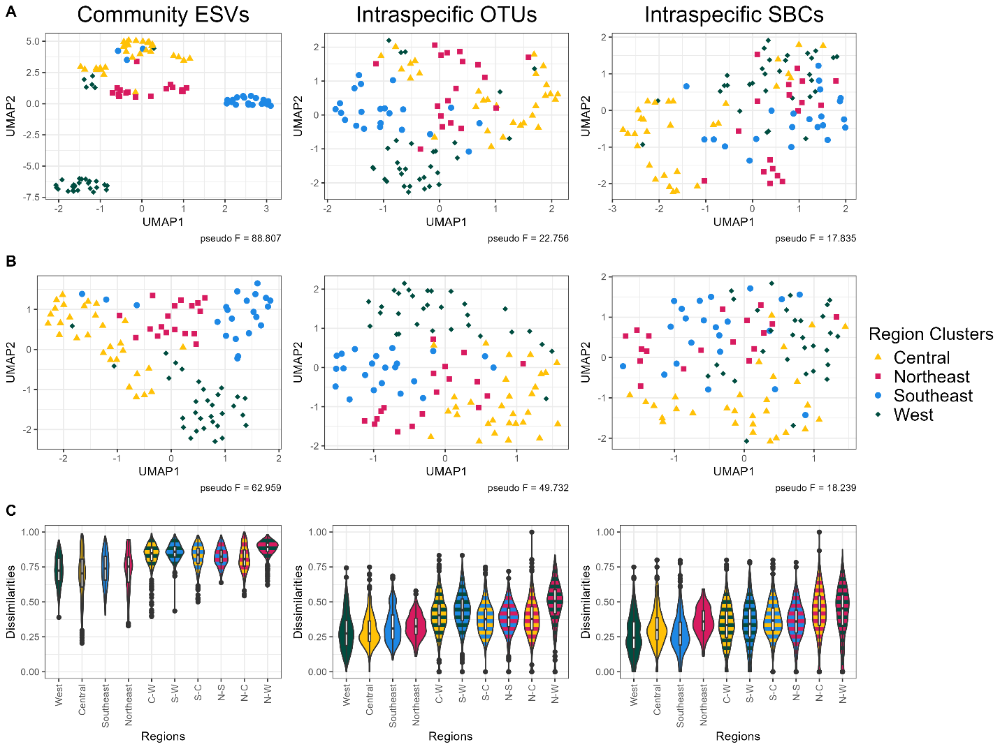 A
Community ESVs
Intraspecific OTUs
Intraspecific SBCs
UMAP2
5.0
2.5
0.0
-2.5
-5.0
-7.5
-2
-1
0
1
2
3
UMAP1
pseudo F = 88.807
UMAP2
2
1
0
-1
-2
-2
-1
0
1
2
UMAP1
pseudo F = 22.756
UMAP2
2
1
0
-1
-2
-3
-2
-1
0
1
2
UMAP1
pseudo F = 17.835
B
UMAP2
1
0
-1
-2
-2
-1
0
1
2
UMAP1
pseudo F = 62.959
UMAP2
2
1
0
-1
-2
-1
0
1
UMAP1
pseudo F = 49.732
UMAP2
2
1
0
-1
-2
-1
0
1
UMAP1
pseudo F = 18.239
Region Clusters
Central
Northeast
Southeast
West
C
Dissimilarities
1.00
0.75
0.50
0.25
0.00
West
Central
Southeast
Northeast
C-W
S-W
S-C
N-S
N-C
N-W
Regions
Dissimilarities
1.00
0.75
0.50
0.25
0.00
West
Central
Southeast
Northeast
C-W
S-W
S-C
N-S
N-C
N-W
Regions
Dissimilarities
1.00
0.75
0.50
0.25
0.00
West
Central
Southeast
Northeast
C-W
S-W
S-C
N-S
N-C
N-W
Regions